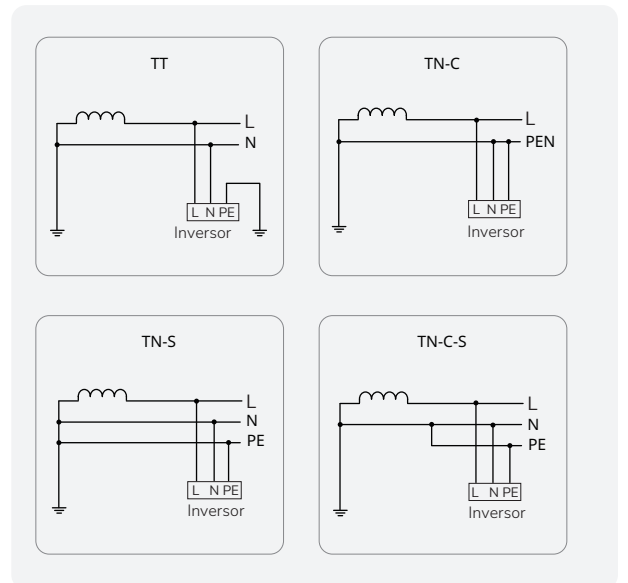 TT
L
N
L N PE
Inversor
TN-C
L
PEN
L N PE
Inversor
TN-S
L
N
PE
L N PE
Inversor
TN-C-S
L
N
PE
L N PE
Inversor